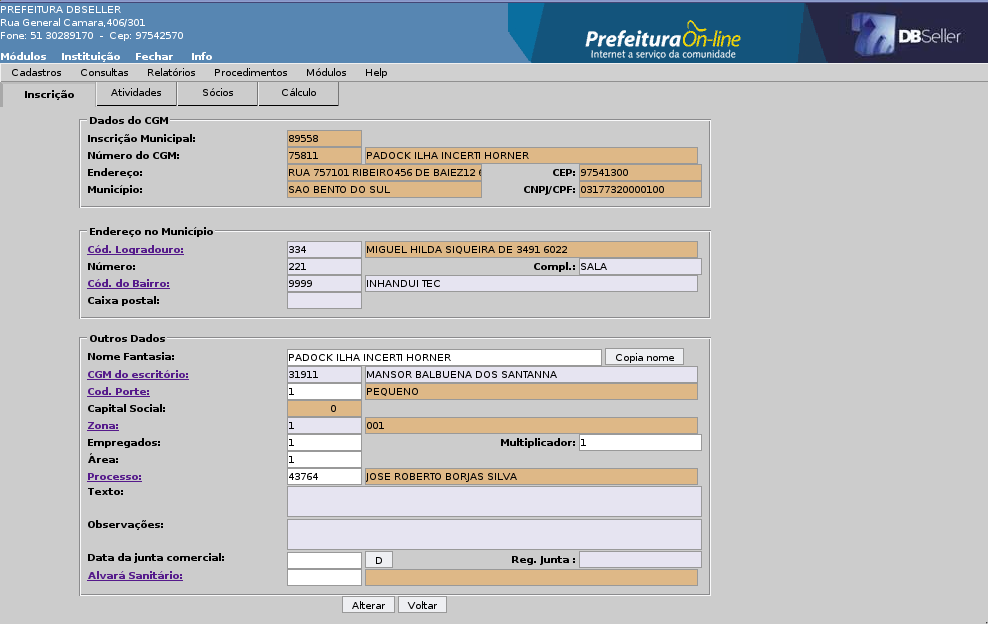 PREFEITURA DBSELLER
Rua General Camara,406/301
Fone: 51 30289170 - Cep: 97542570
Prefeitura On-line
Internet a serviço da comunidade
DBSeller
Módulos Instituição Fechar Info
Cadastros Consultas Relatórios Procedimentos Módulos Help
Inscrição Atividades Sócios Cálculo
Dados do CGM
Inscrição Municipal: 89558
Número do CGM: 75811 PADOCK ILHA INCERTI HORNER
Endereço: RUA 757101 RIBEIRO456 DE BAIEZ12 CEP: 97541300
Município: SAO BENTO DO SUL CNPJ/CPF: 03177320000100
Endereço no Município
Cód. Logradouro: 334 MIGUEL HILDA SIQUEIRA DE 3491 6022
Número: 221 Compl.: SALA
Cód. do Bairro: 9999 INHANDUI TEC
Caixa postal:
Outros Dados
Nome Fantasia: PADOCK ILHA INCERTI HORNER Copia nome
CGM do escritório: 31911 MANSOR BALBUENA DOS SANTANNA
Cod. Porte: 1 PEQUENO
Capital Social: 0
Zona: 1 001
Empregados: 1 Multiplicador: 1
Área: 1
Processo: 43764 JOSE ROBERTO BORJAS SILVA
Texto:
Observações:
Data da junta comercial: D Reg. Junta :
Alvará Sanitário:
Alterar Voltar